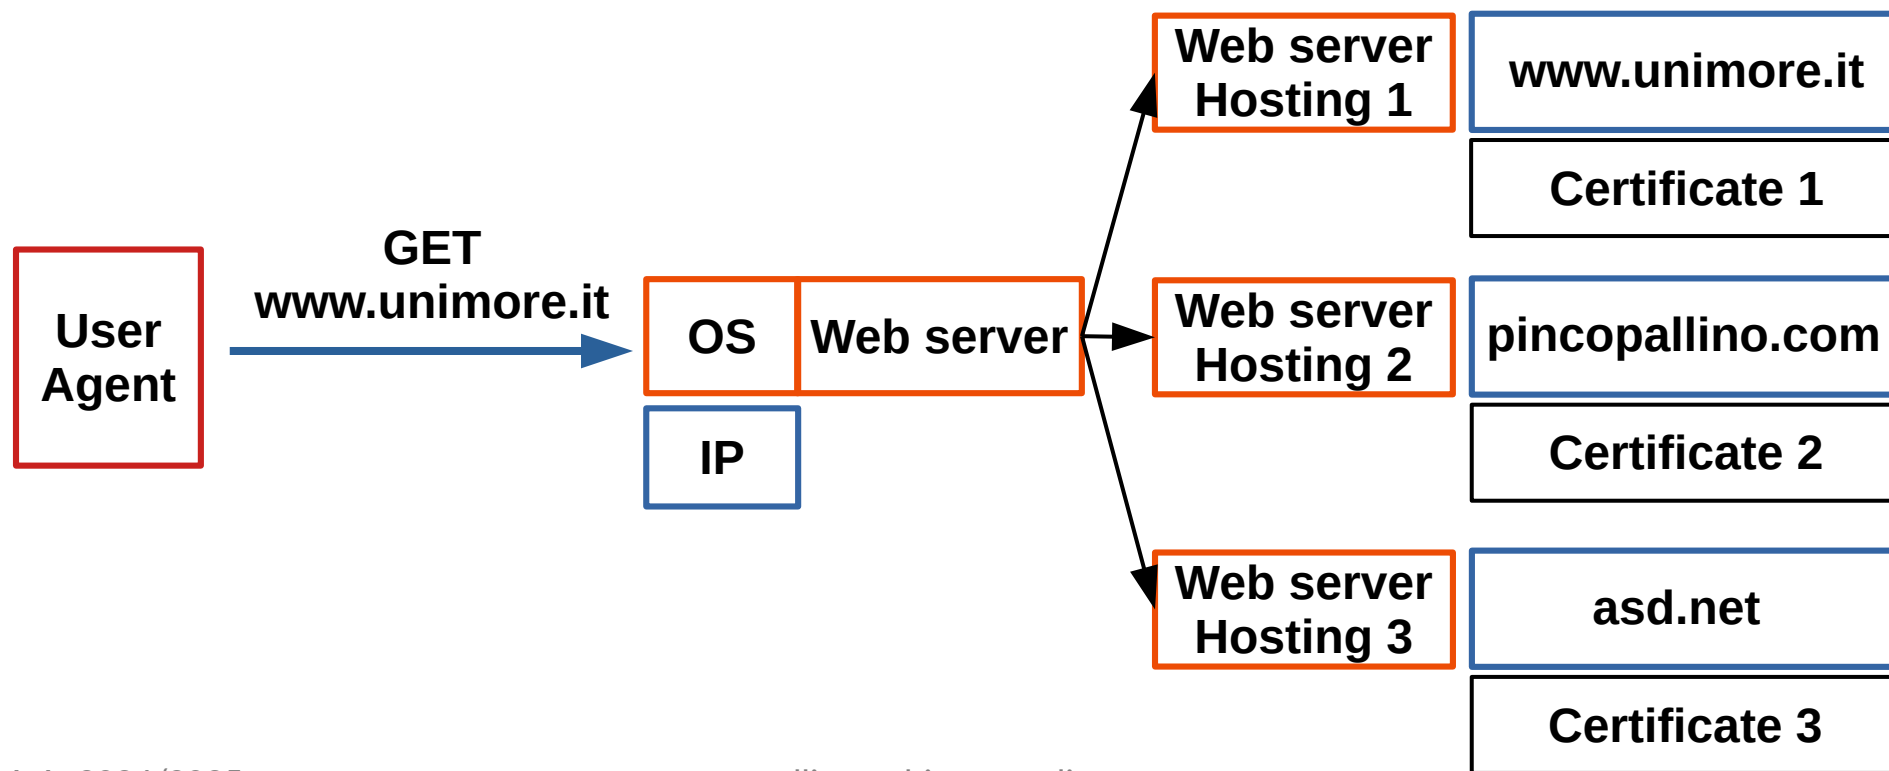 Web server
Hosting 1
www.unimore.it
Certificate 1
GET
www.unimore.it
User
Agent
OS
Web server
IP
Web server
Hosting 2
pincopallino.com
Certificate 2
Web server
Hosting 3
asd.net
Certificate 3